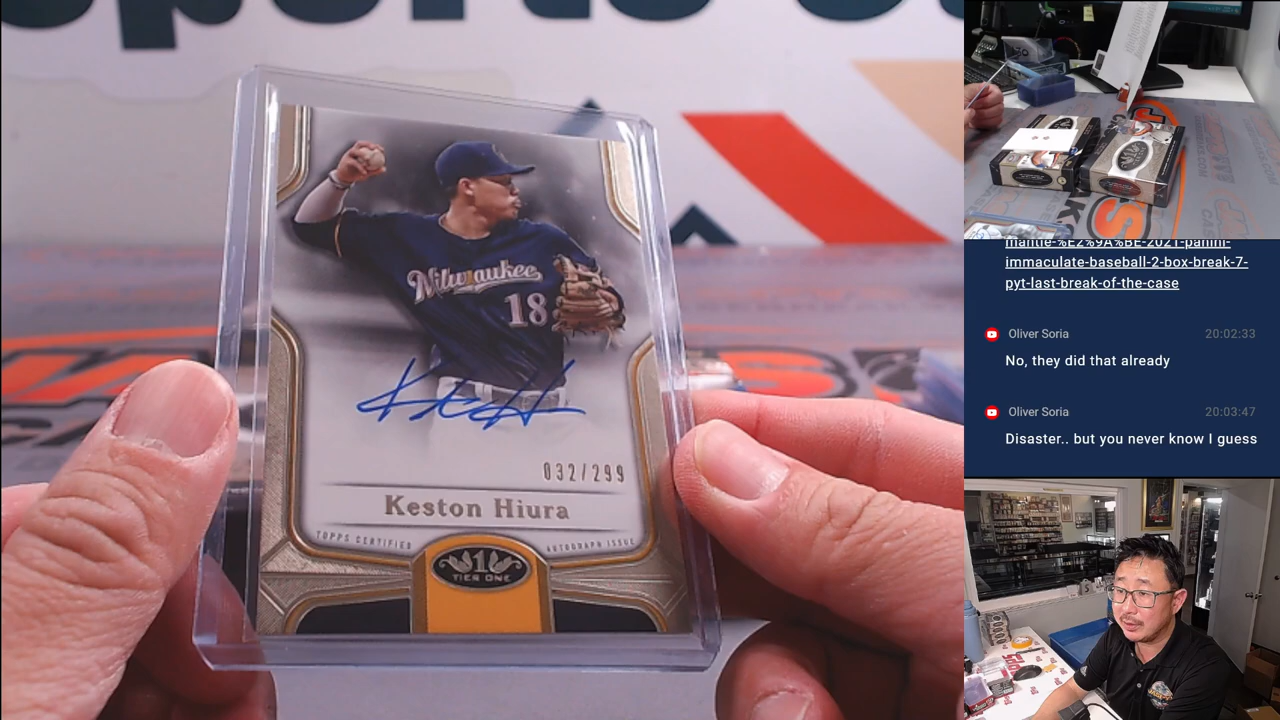 Milwaukee
18
032/299
Keston Hiura
TOPPS CERTIFIED
AUTOGRAPH ISSUE
1
TIER ONE
mantle-%E2%9A%BE-2021-panini-
immaculate-baseball-2-box-break-7-
pyt-last-break-of-the-case
Oliver Soria
20:02:33
No, they did that already
Oliver Soria
20:03:47
Disaster.. but you never know I guess